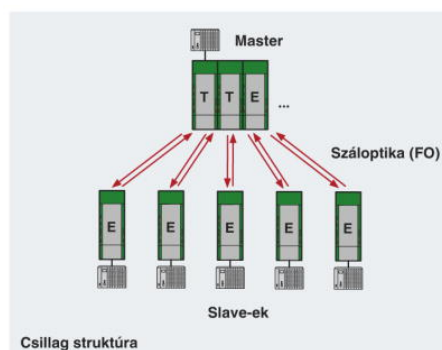 Master
T T E ...
Száloptika (FO)
E E E E E
Slave-ek
Csillag struktúra